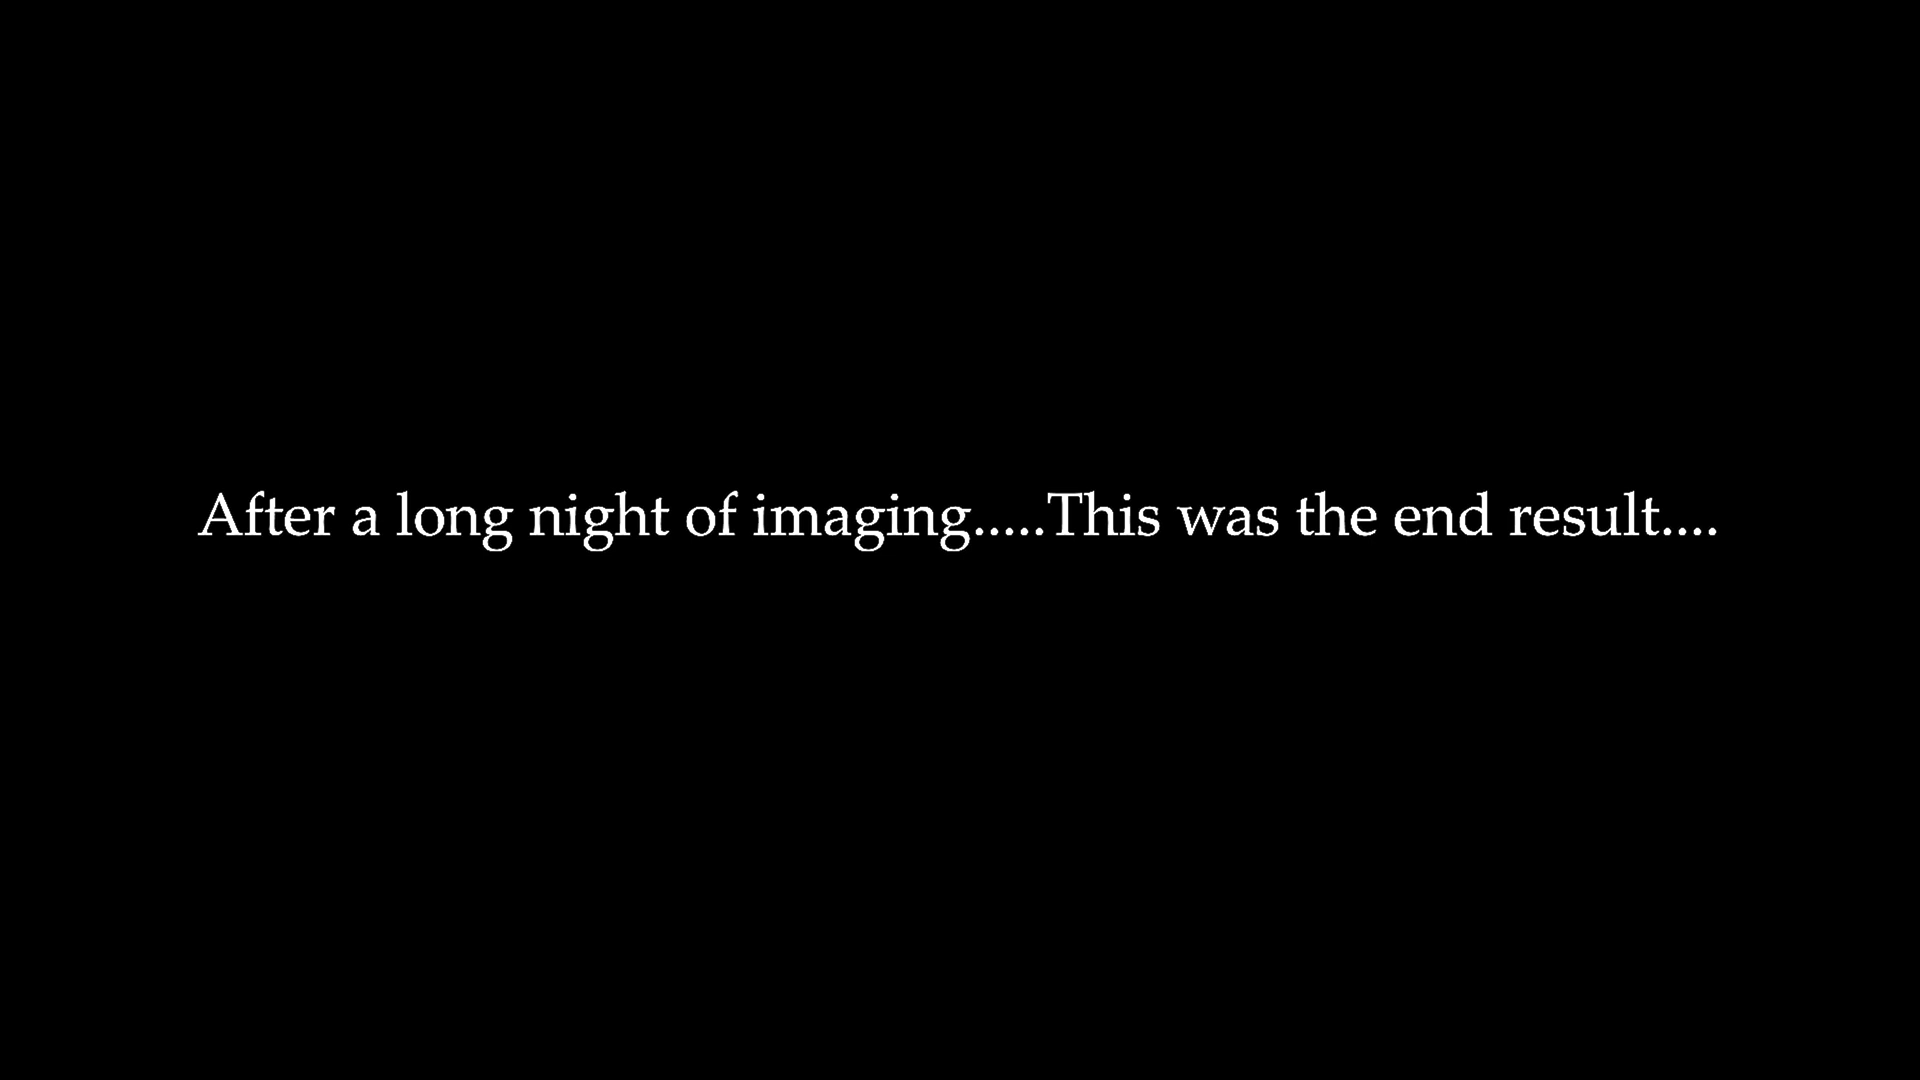 After a long night of imaging.....This was the end result....